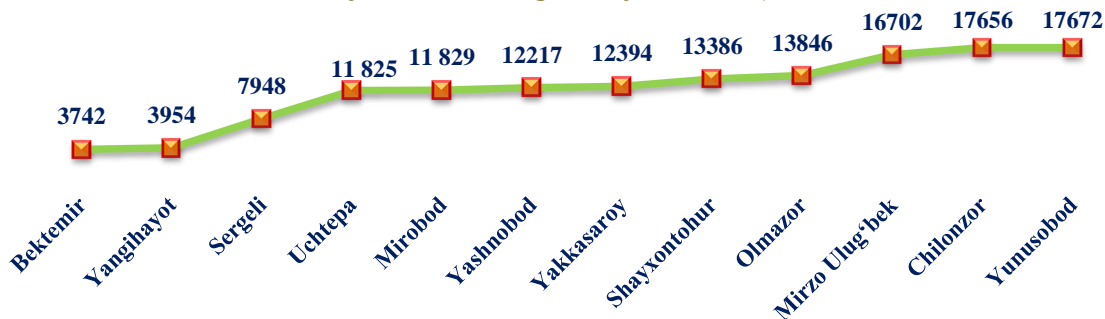 3742
3954
7948
11 825
11 829
12217
12394
13386
13846
16702
17656
17672
Bektemir
Yangihayot
Sergeli
Uchtepa
Mirobod
Yashnobod
Yakkasaroy
Shayxontohur
Olmazor
Mirzo Ulug‘bek
Chilonzor
Yunusobod